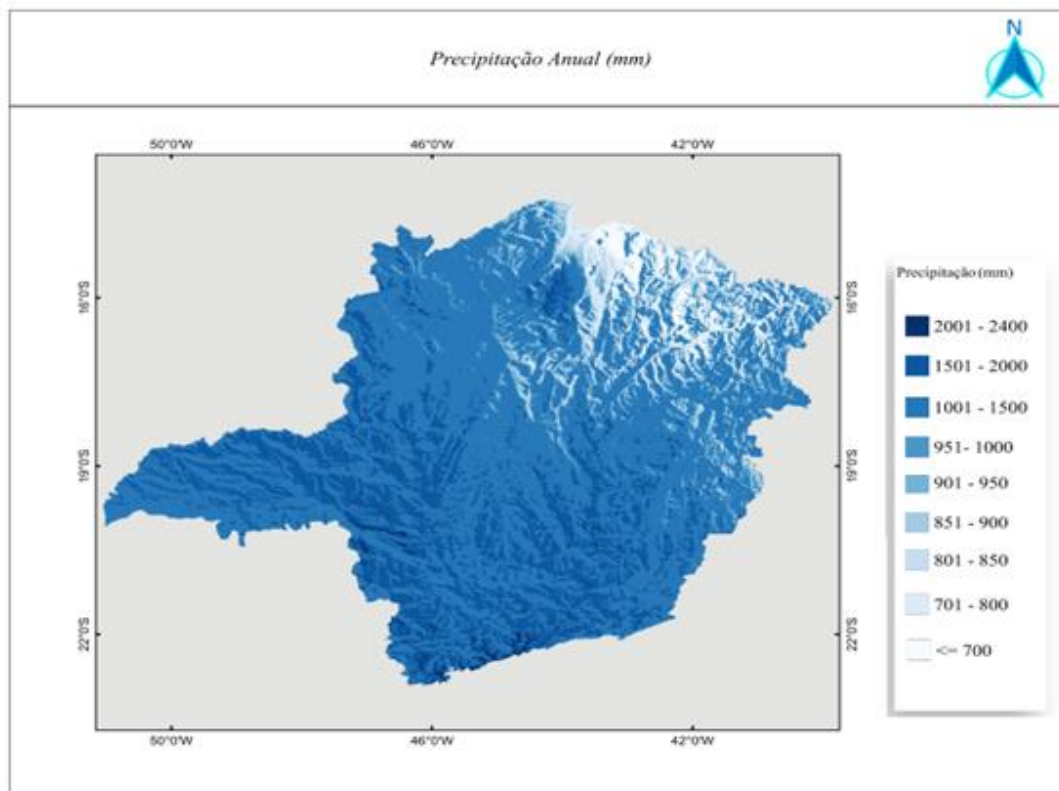 Precipitação Anual (mm)
N
50°0'W 46°0'W 42°0'W
16°0'S 16°0'S
19°0'S 19°0'S
22°0'S 22°0'S
50°0'W 46°0'W 42°0'W
Precipitação (mm)
2001 - 2400
1501 - 2000
1001 - 1500
951- 1000
901 - 950
851 - 900
801 - 850
701 - 800
<= 700